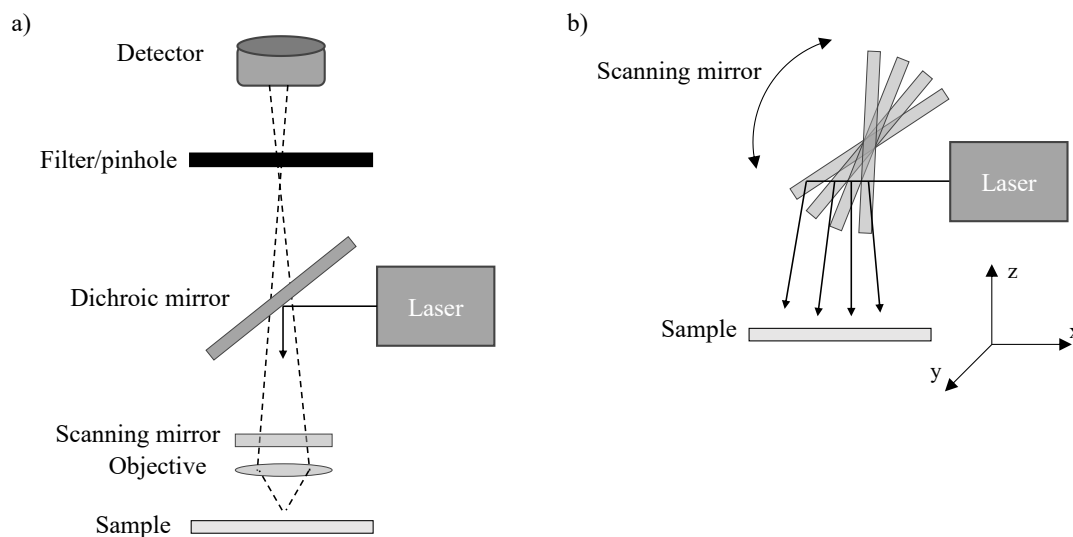 a)
Detector
Filter/pinhole
Dichroic mirror
Laser
Scanning mirror
Objective
Sample
b)
Scanning mirror
Laser
Sample
z
x
y